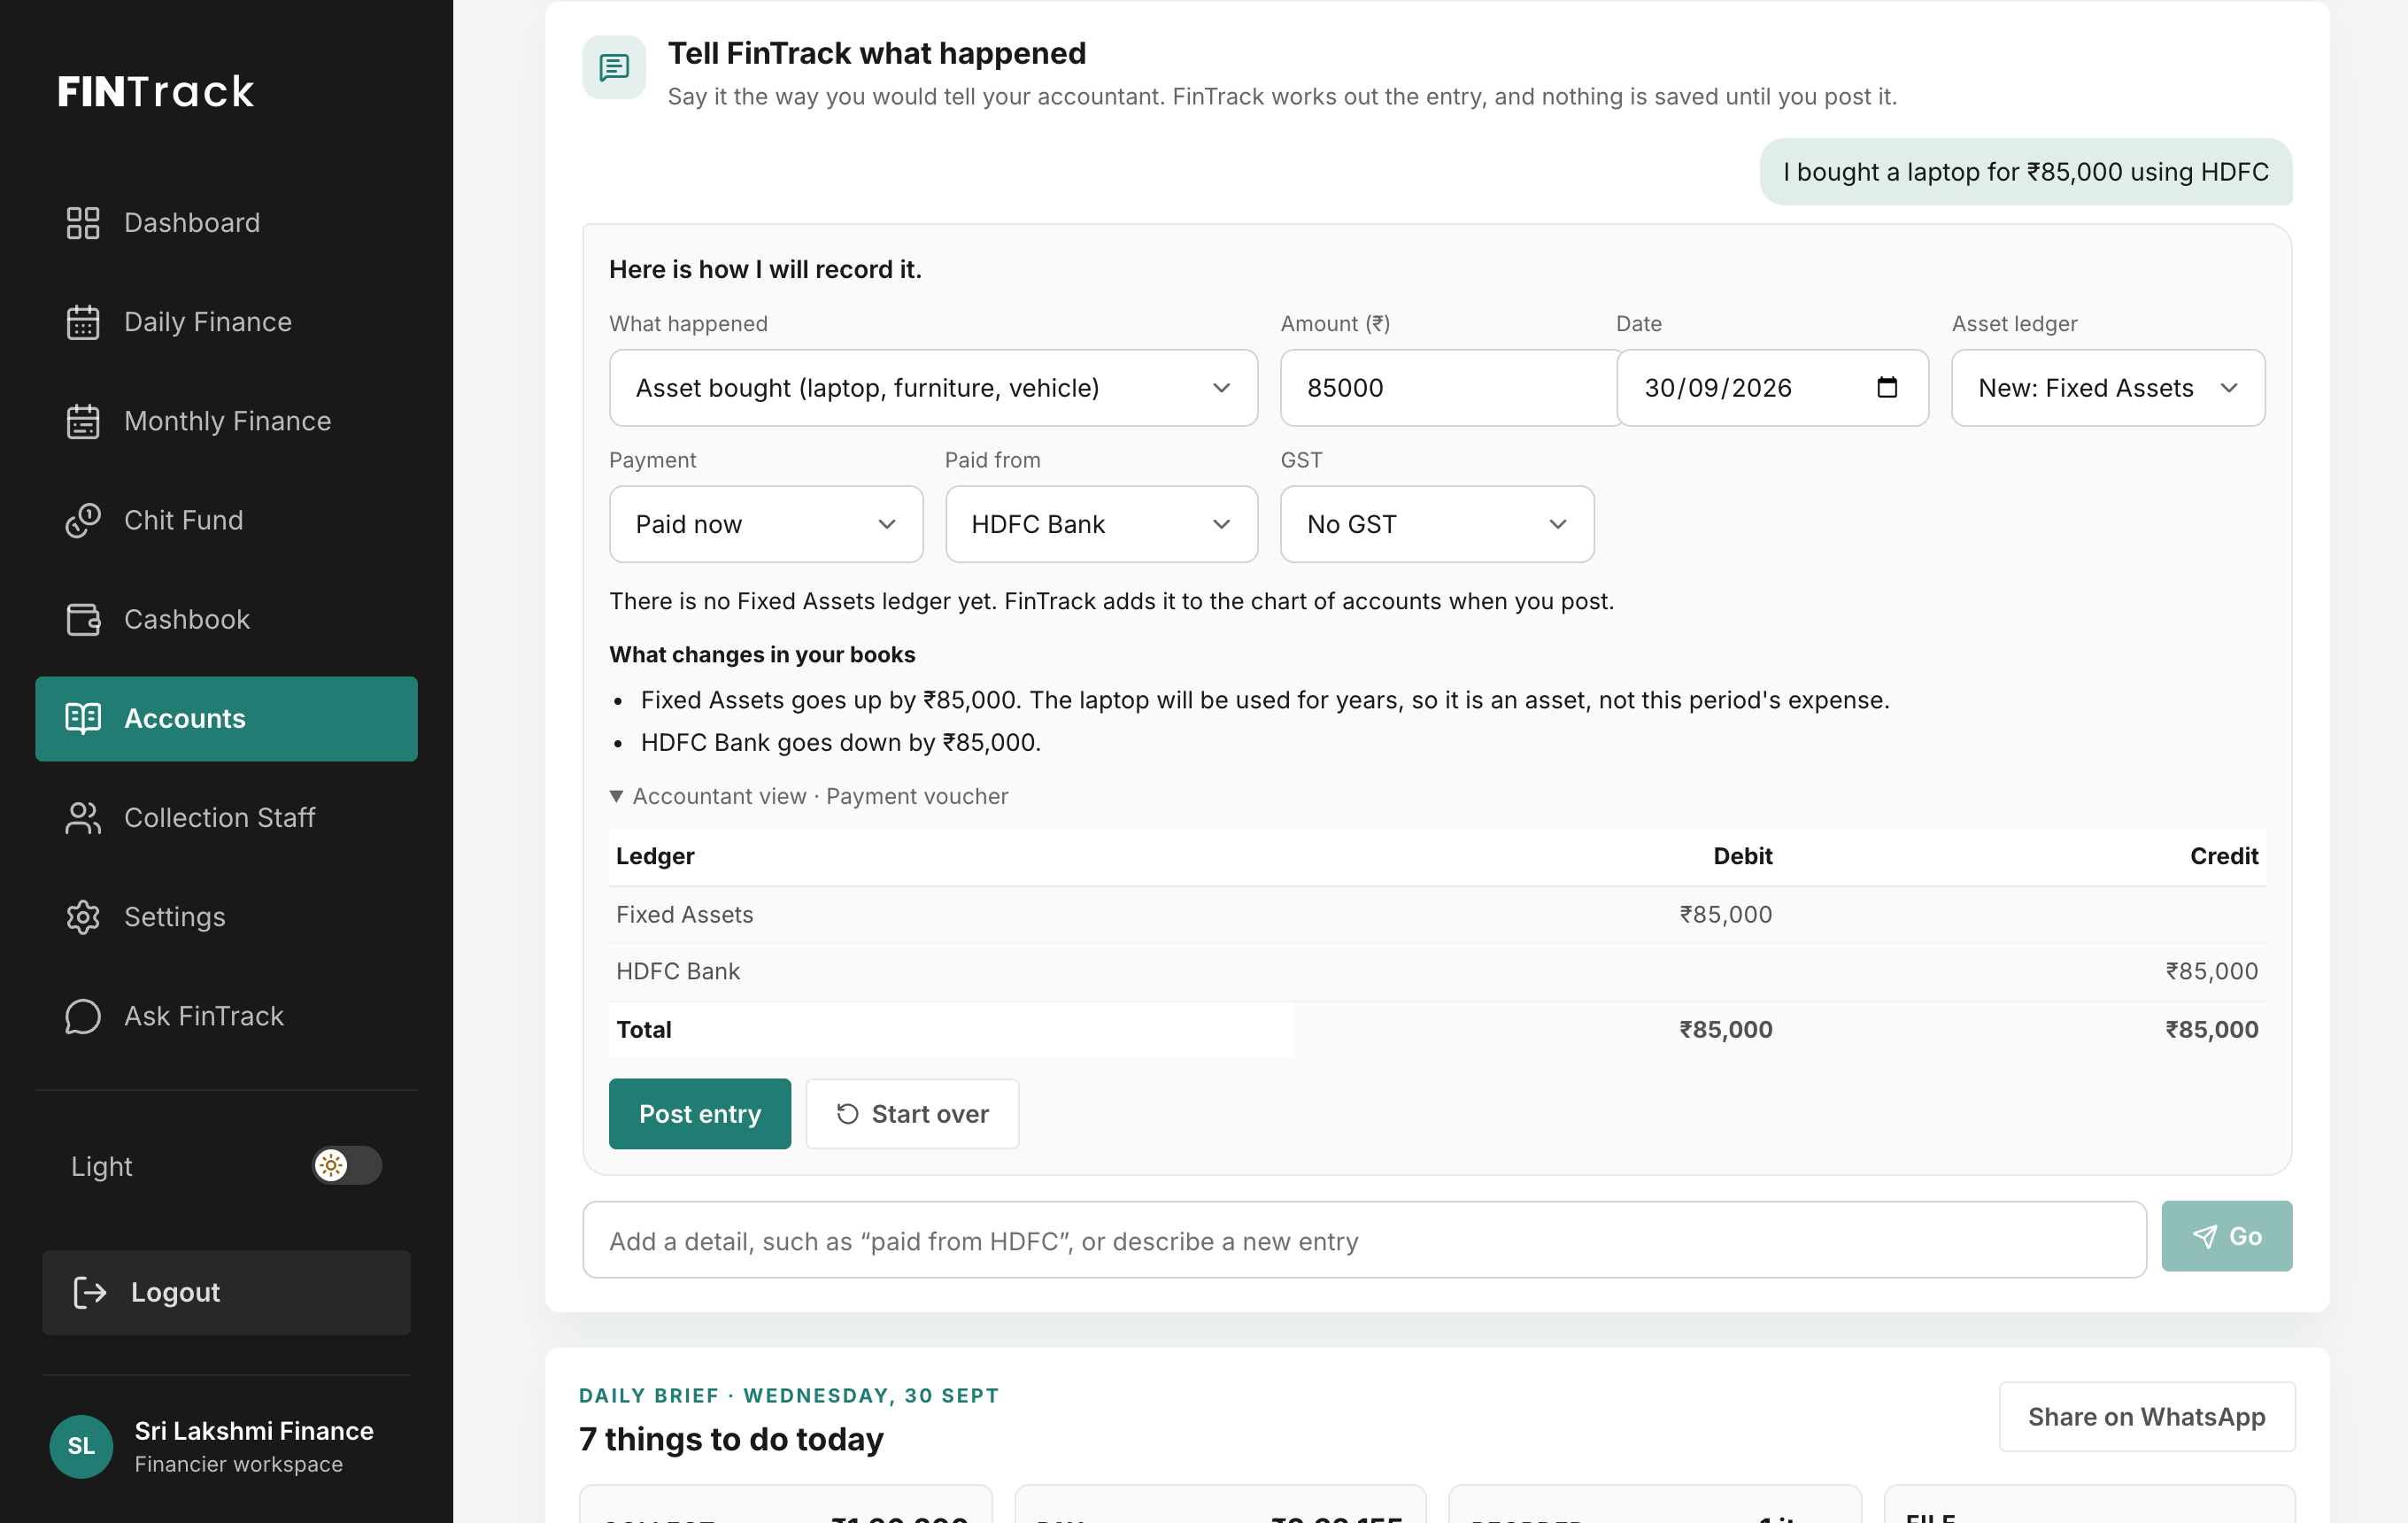 FINTrack
Dashboard
Daily Finance
Monthly Finance
Chit Fund
Cashbook
Accounts
Collection Staff
Settings
Ask FinTrack
Light
Logout
SL
Sri Lakshmi Finance
Financier workspace
Tell FinTrack what happened
Say it the way you would tell your accountant. FinTrack works out the entry, and nothing is saved until you post it.
I bought a laptop for ₹85,000 using HDFC
Here is how I will record it.
What happened Amount (₹) Date Asset ledger
Asset bought (laptop, furniture, vehicle) 85000 30/09/2026 New: Fixed Assets
Payment Paid from GST
Paid now HDFC Bank No GST
There is no Fixed Assets ledger yet. FinTrack adds it to the chart of accounts when you post.
What changes in your books
• Fixed Assets goes up by ₹85,000. The laptop will be used for years, so it is an asset, not this period's expense.
• HDFC Bank goes down by ₹85,000.
▼ Accountant view · Payment voucher
Ledger Debit Credit
Fixed Assets ₹85,000
HDFC Bank ₹85,000
Total ₹85,000 ₹85,000
Post entry Start over
Add a detail, such as “paid from HDFC”, or describe a new entry Go
DAILY BRIEF · WEDNESDAY, 30 SEPT
7 things to do today
Share on WhatsApp